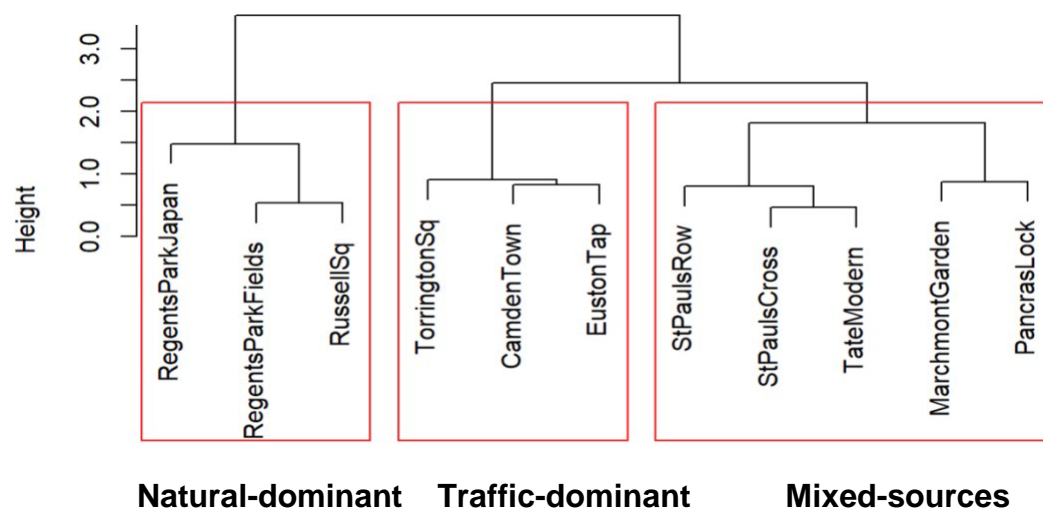 Height
3.0
2.0
1.0
0.0
RegentsParkJapan
RegentsParkFields
RussellSq
TorringtonSq
CamdenTown
EustonTap
StPaulsRow
StPaulsCross
TateModern
MarchmontGarden
PancrasLock
Natural-dominant Traffic-dominant Mixed-sources